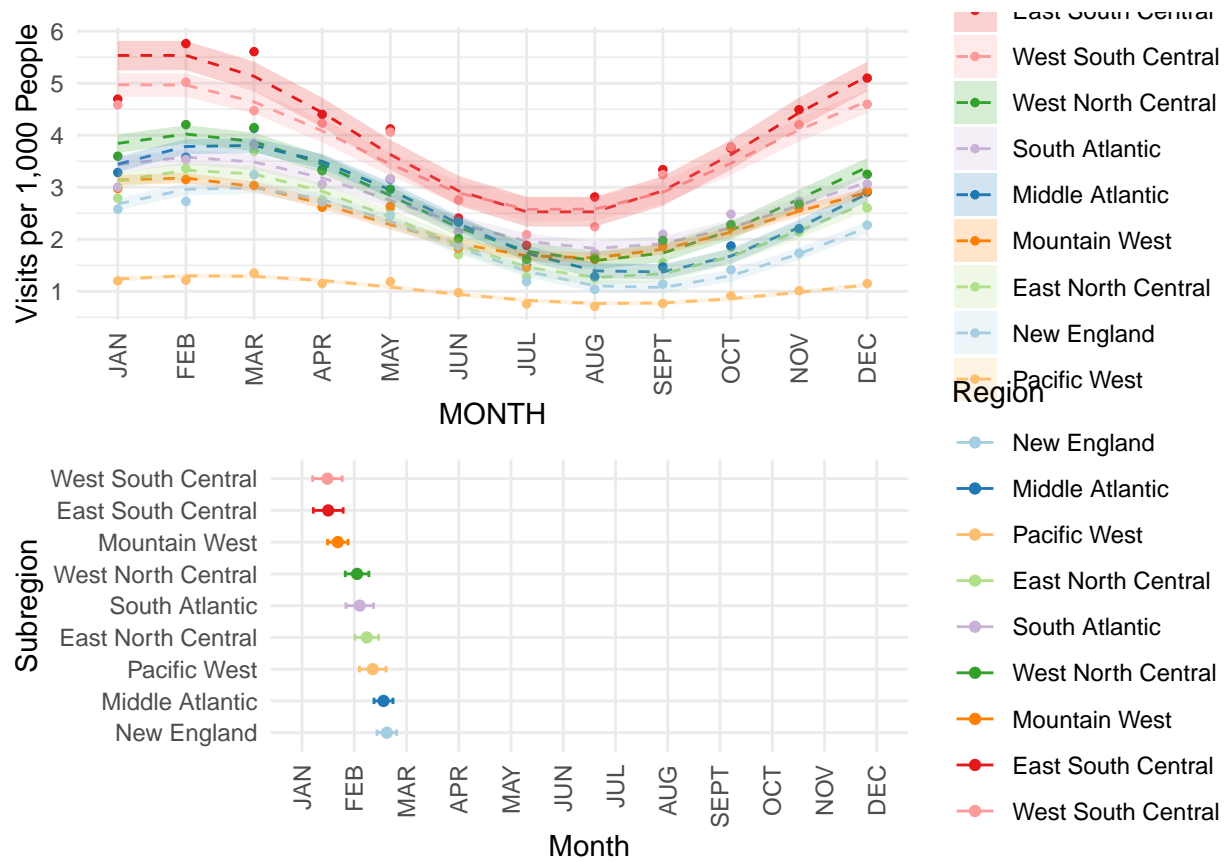 Visits per 1,000 People
6
5
4
3
2
1
JAN
FEB
MAR
APR
MAY
JUN
JUL
AUG
SEPT
OCT
NOV
DEC
MONTH
East South Central
West South Central
West North Central
South Atlantic
Middle Atlantic
Mountain West
East North Central
New England
Pacific West
Subregion
West South Central
East South Central
Mountain West
West North Central
South Atlantic
East North Central
Pacific West
Middle Atlantic
New England
JAN
FEB
MAR
APR
MAY
JUN
JUL
AUG
SEPT
OCT
NOV
DEC
Month
Region
New England
Middle Atlantic
Pacific West
East North Central
South Atlantic
West North Central
Mountain West
East South Central
West South Central